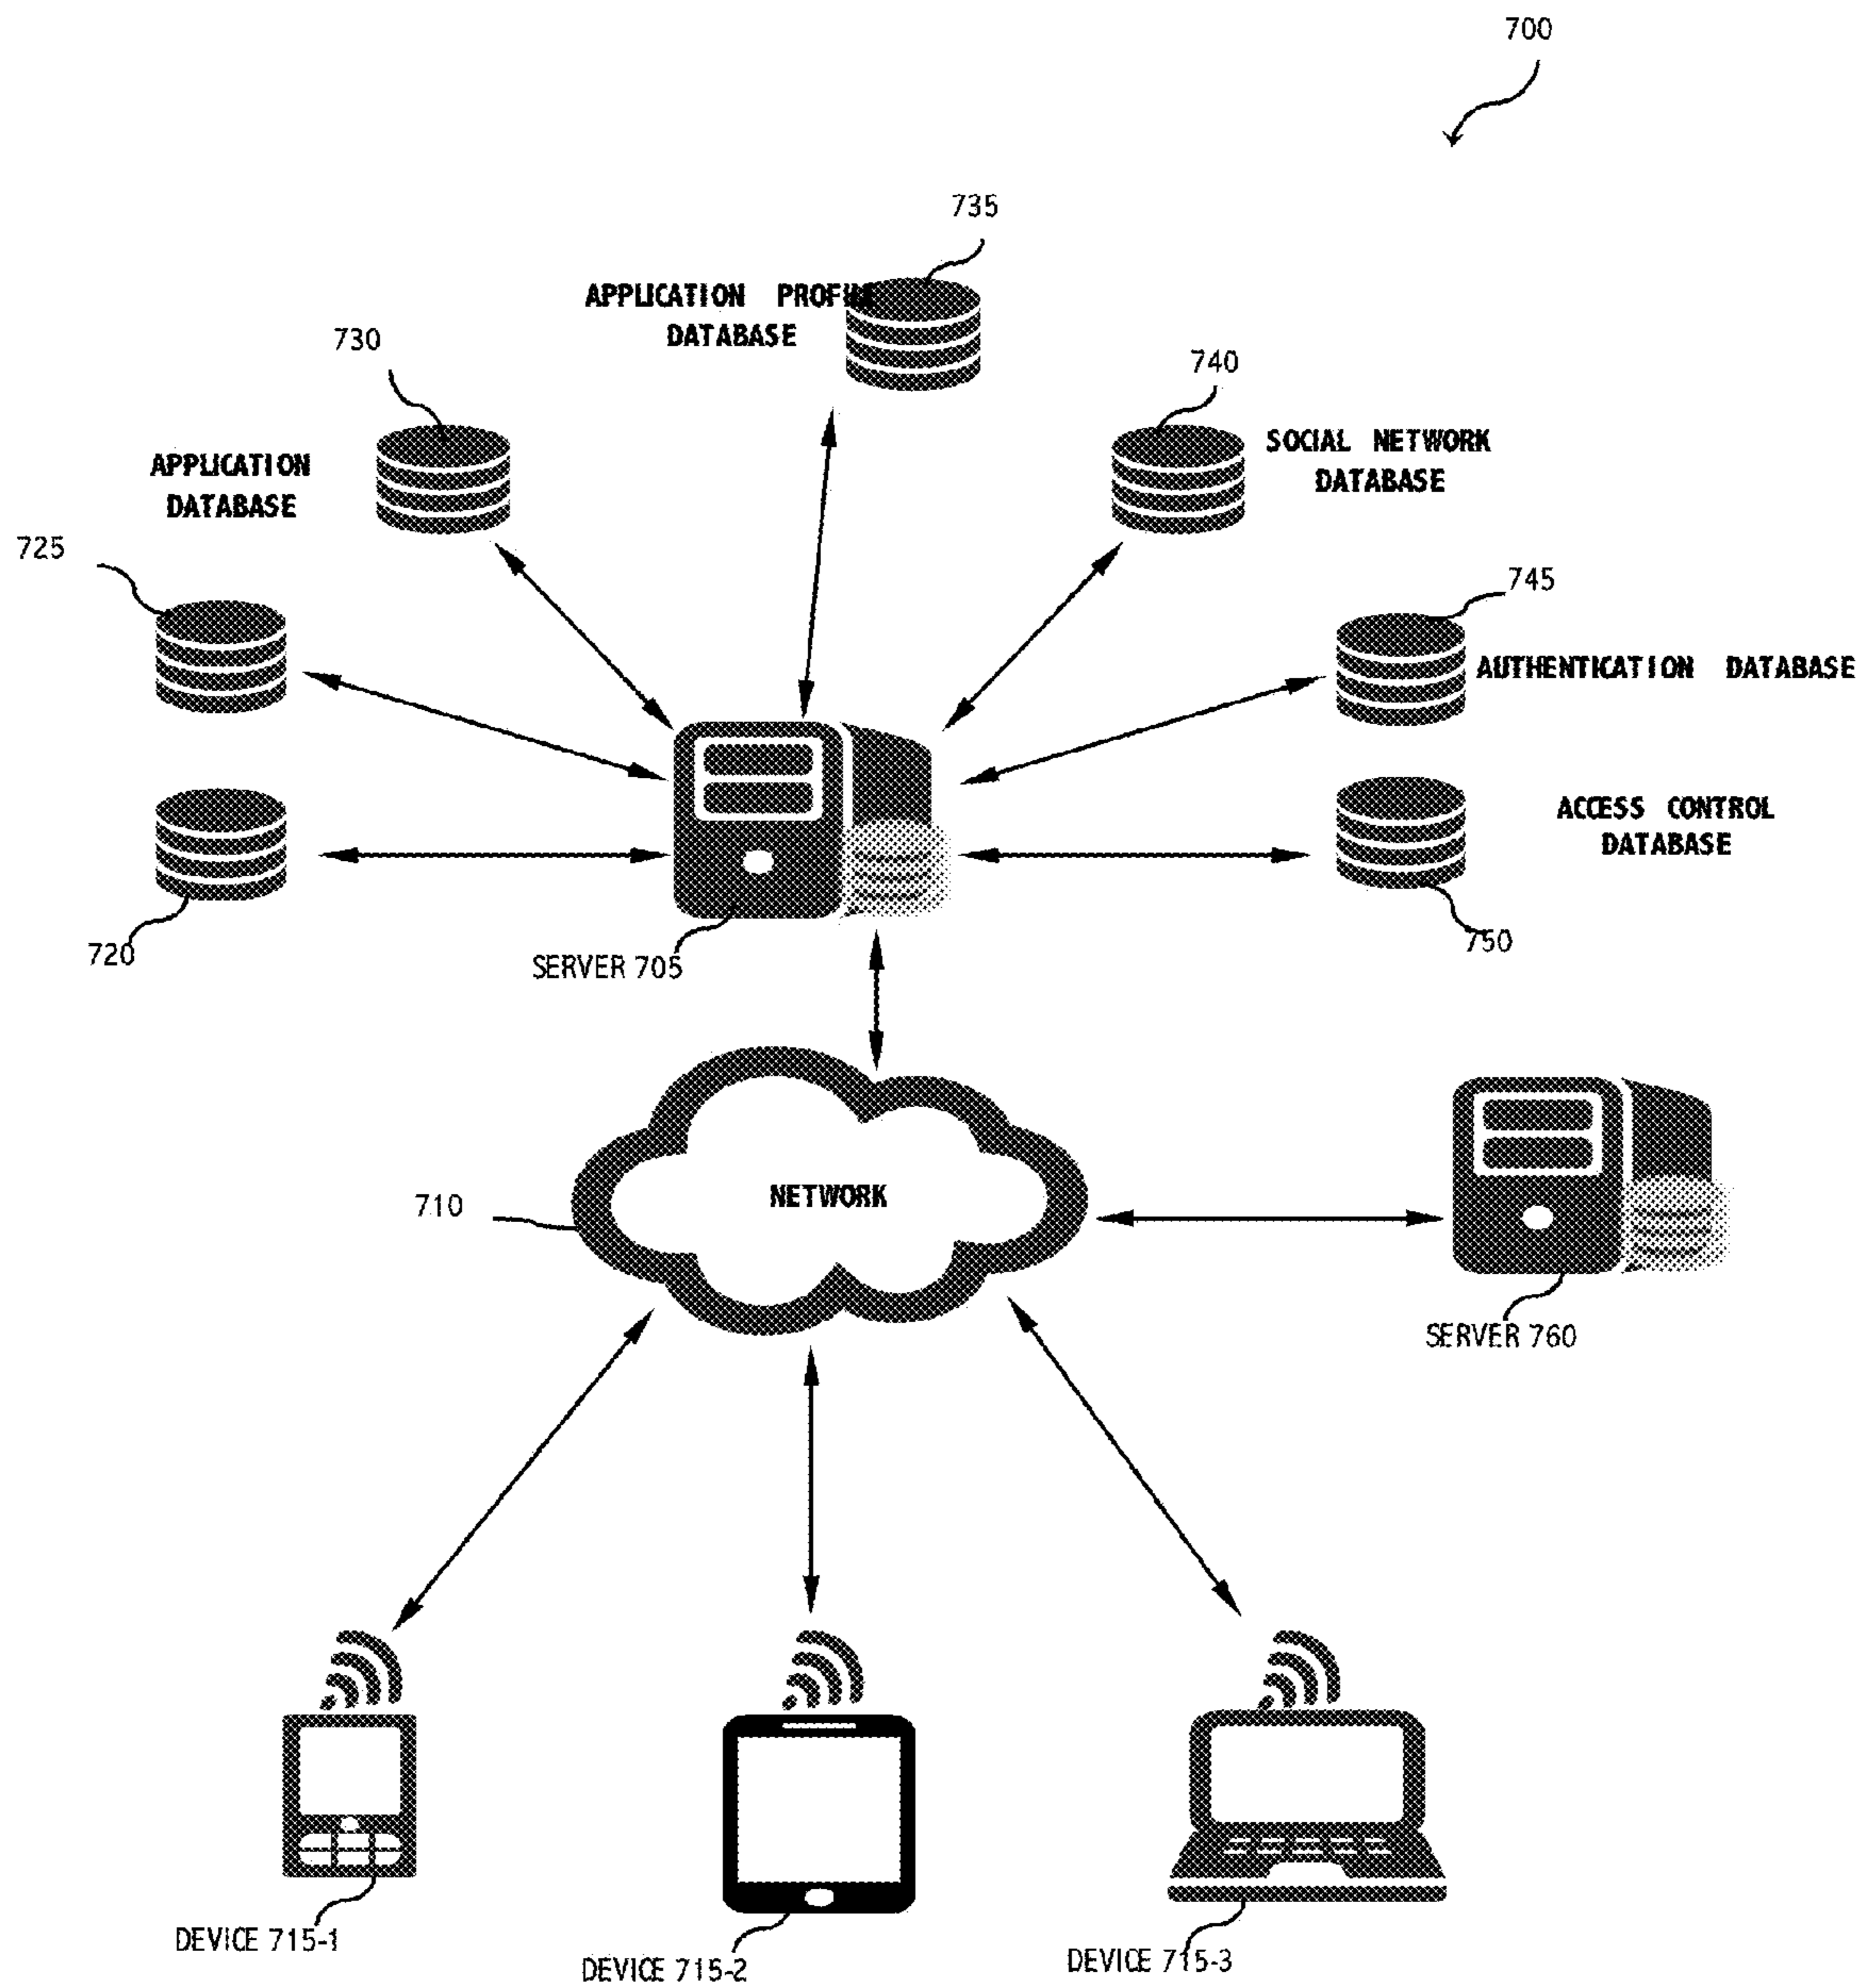 700
735
APPLICATION PROFILE
DATABASE
730
740
APPLICATION
DATABASE
SOCIAL NETWORK
DATABASE
725
745
AUTHENTICATION DATABASE
ACCESS CONTROL
DATABASE
720
SERVER 705
750
710
NETWORK
SERVER 760
DEVICE 715-1
DEVICE 715-2
DEVICE 715-3